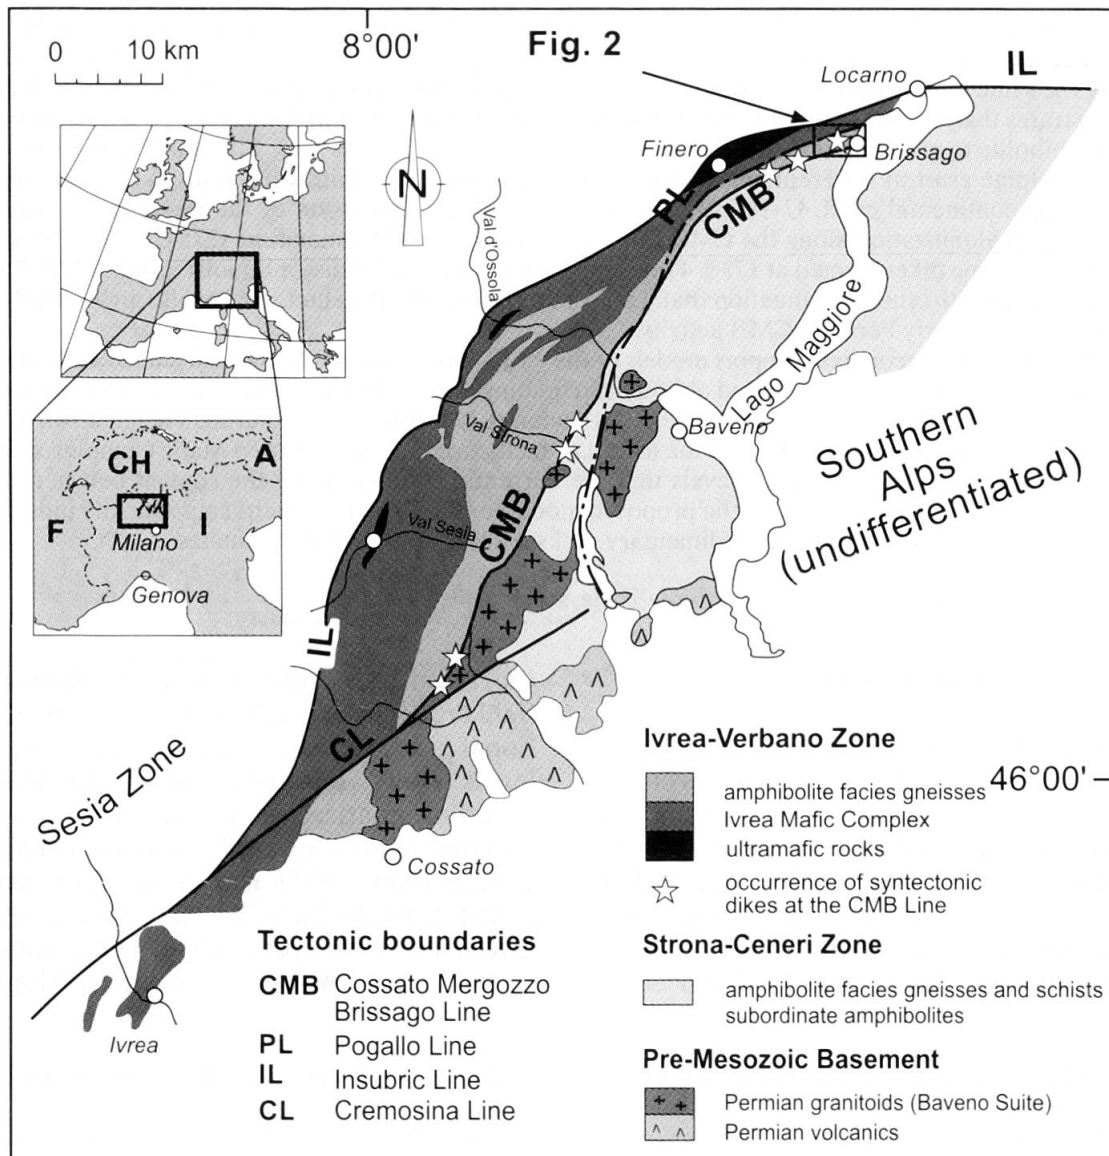 0 10 km
8°00'
Fig. 2
IL
Locarno
Finero
Brissago
N
PL
CMB
Val d'Ossola
Lago Maggiore
Baveno
Val Strona
Southern
Alps
(undifferentiated)
CH
A
F
I
Milano
Genova
Val Sesia
CMB
IL
CL
Sesia Zone
Cossato
Ivrea
46°00'
Ivrea-Verbano Zone
amphibolite facies gneisses
Ivrea Mafic Complex
ultramafic rocks
occurrence of syntectonic
dikes at the CMB Line
Strona-Ceneri Zone
amphibolite facies gneisses and schists
subordinate amphibolites
Pre-Mesozoic Basement
Permian granitoids (Baveno Suite)
Permian volcanics
Tectonic boundaries
CMB Cossato Mergozzo
Brissago Line
PL Pogallo Line
IL Insubric Line
CL Cremosina Line